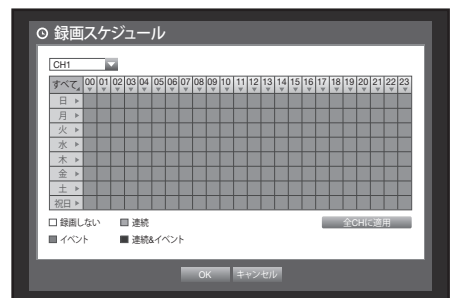 録画スケジュール
CH1
すべて 00 01 02 03 04 05 06 07 08 09 10 11 12 13 14 15 16 17 18 19 20 21 22 23
日
月
火
水
木
金
土
祝日
録画しない 連続 全CHに適用
イベント 連続&イベント
OK キャンセル